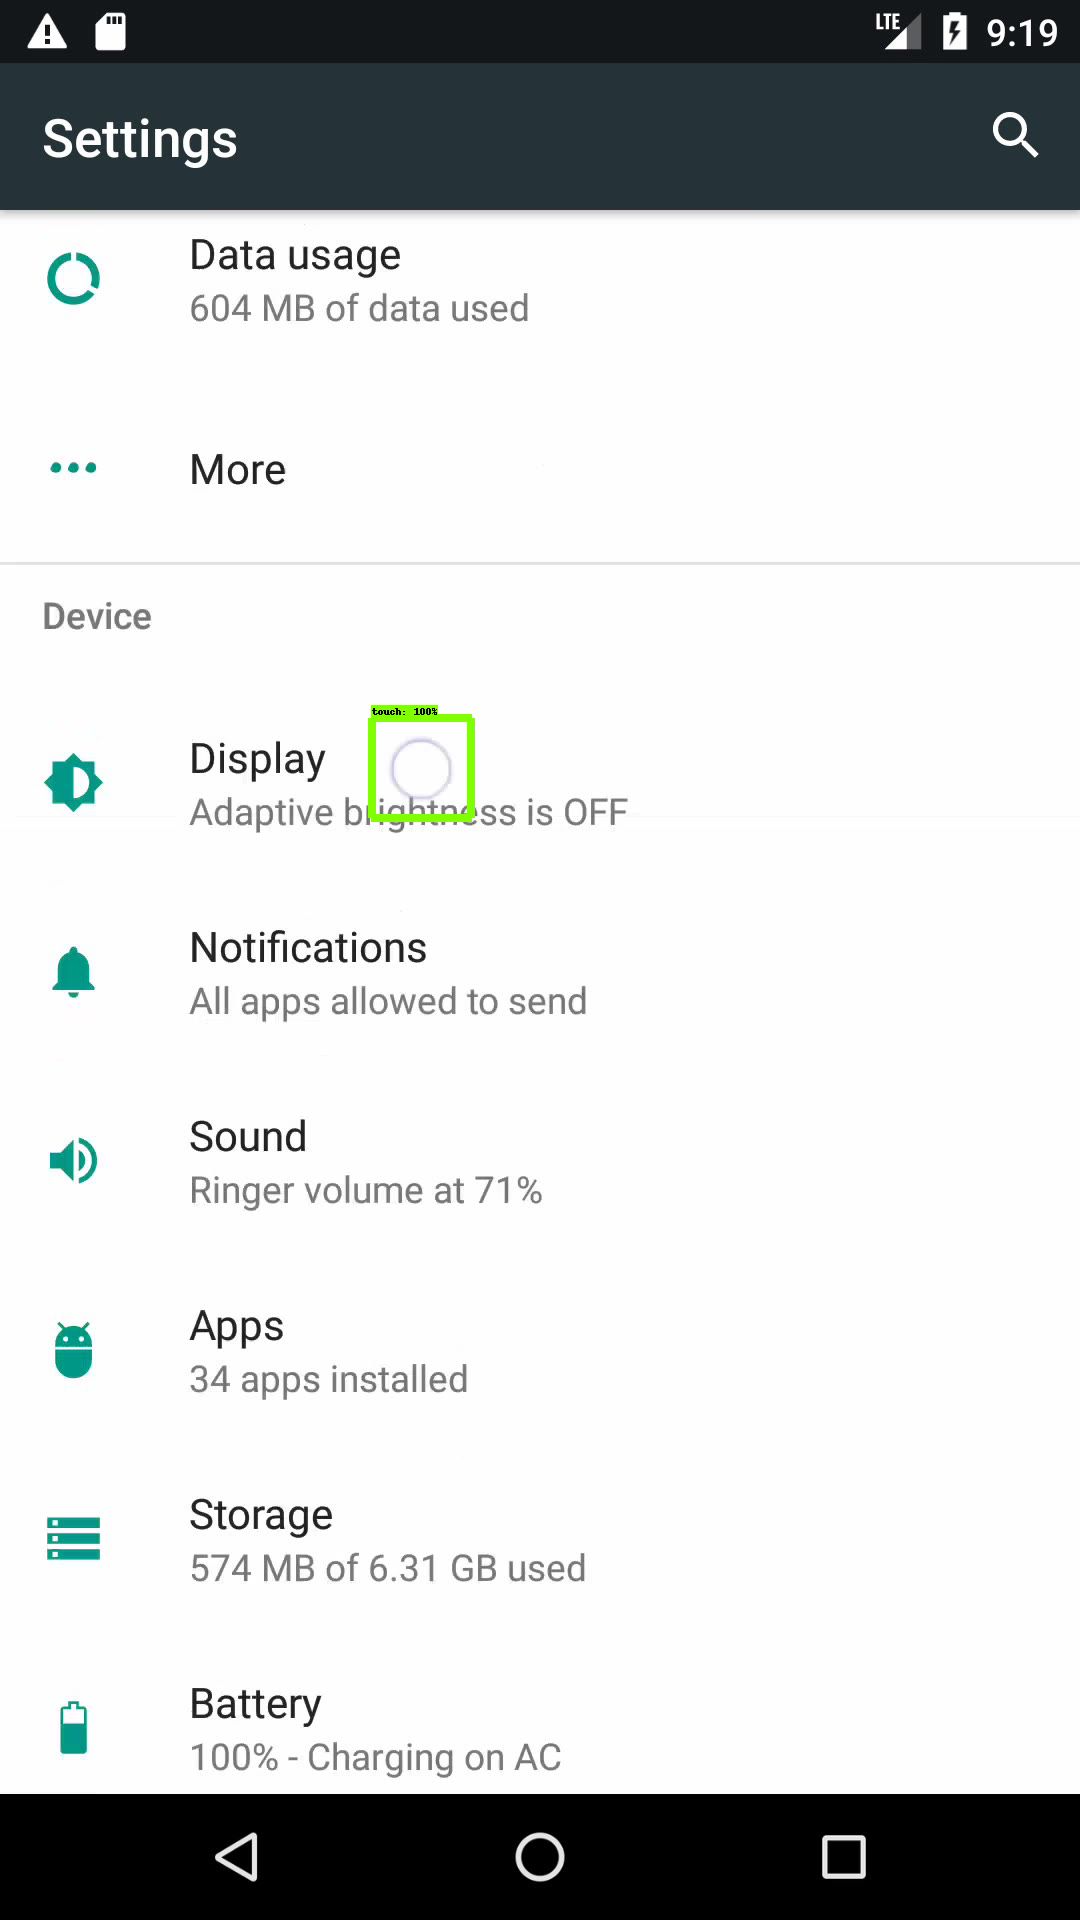 LTE 9:19
Settings
Data usage
604 MB of data used
More
Device
touch: 100%
Display
Adaptive brightness is OFF
Notifications
All apps allowed to send
Sound
Ringer volume at 71%
Apps
34 apps installed
Storage
574 MB of 6.31 GB used
Battery
100% - Charging on AC